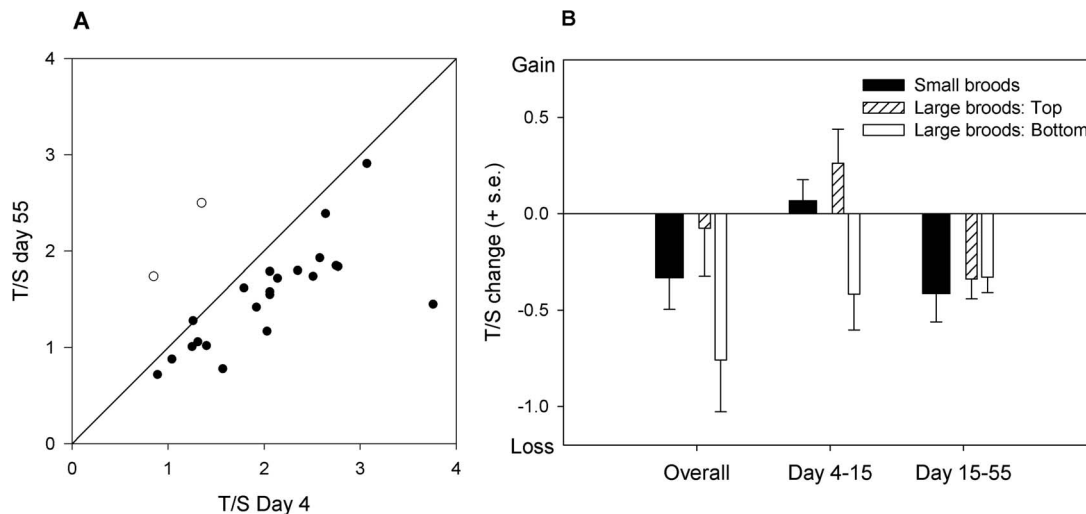 A
4
3
2
1
0
T/S day 55
0 1 2 3 4
T/S Day 4
B
Gain
0.5
0.0
-0.5
-1.0
Loss
T/S change (+ s.e.)
Small broods
Large broods: Top
Large broods: Bottom
Overall Day 4-15 Day 15-55